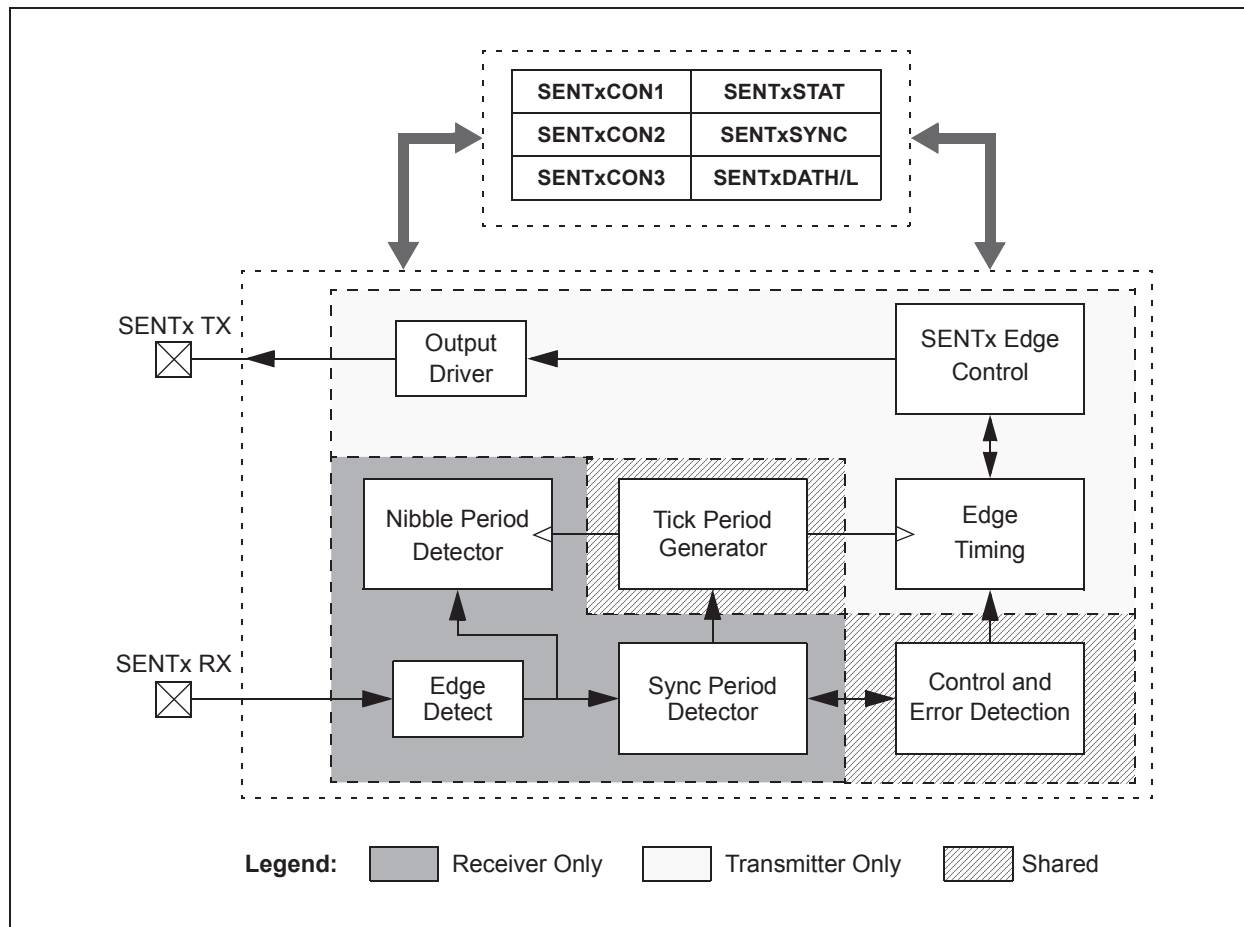 SENTxCON1
SENTxSTAT
SENTxCON2
SENTxSYNC
SENTxCON3
SENTxDATH/L
SENTx TX
Output
Driver
SENTx Edge
Control
Nibble Period
Detector
Tick Period
Generator
Edge
Timing
SENTx RX
Edge
Detect
Sync Period
Detector
Control and
Error Detection
Legend:
Receiver Only
Transmitter Only
Shared